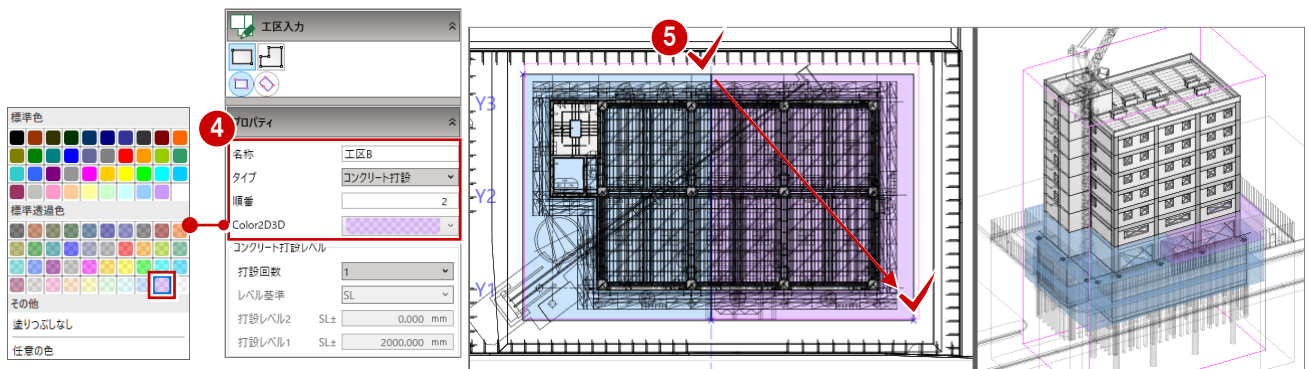 標準色
標準透過色
その他
塗りつぶしなし
任意の色
工区入力
4
プロパティ
名称 工区B
タイプ コンクリート打設
順番 2
Color2D3D
コンクリート打設レベル
打設回数 1
レベル基準 SL
打設レベル2 SL± 0.000 mm
打設レベル1 SL± 2000.000 mm
5
Y3
Y2
Y1